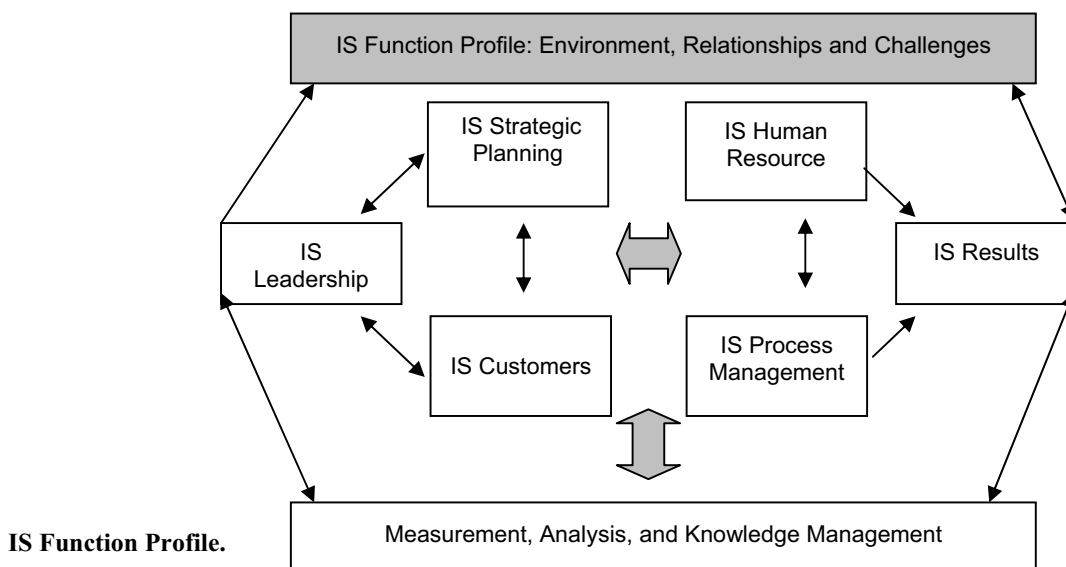 IS Function Profile: Environment, Relationships and Challenges
IS Strategic
Planning
IS Human
Resource
IS
Leadership
IS Results
IS Customers
IS Process
Management
Measurement, Analysis, and Knowledge Management
IS Function Profile.